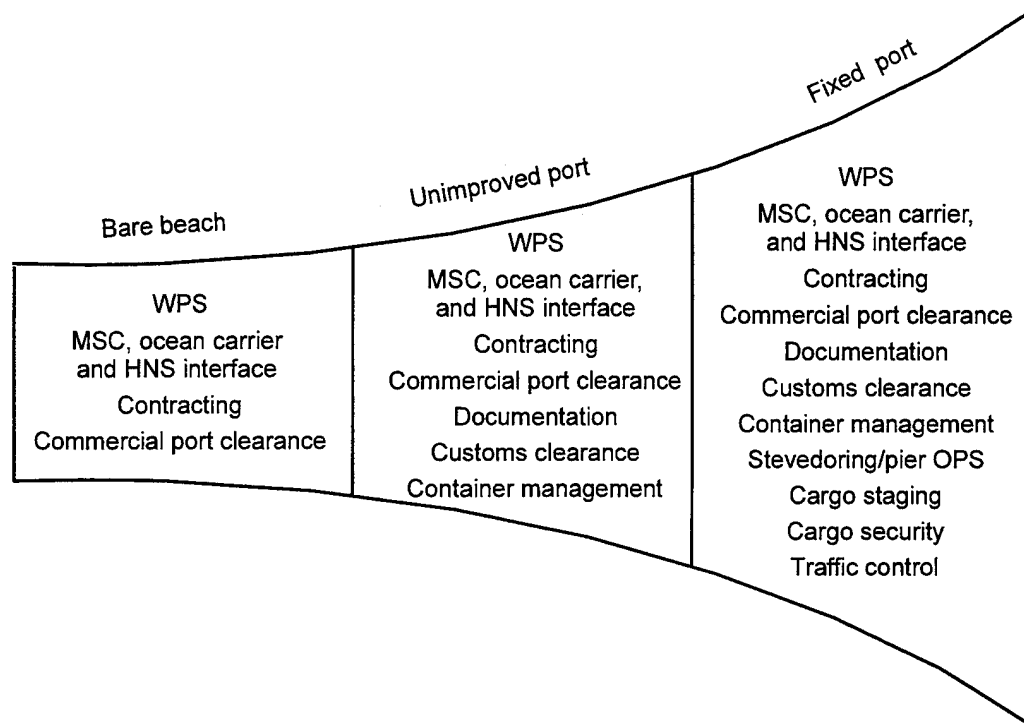 Bare beach
WPS
MSC, ocean carrier
and HNS interface
Contracting
Commercial port clearance
Unimproved port
WPS
MSC, ocean carrier,
and HNS interface
Contracting
Commercial port clearance
Documentation
Customs clearance
Container management
Fixed port
WPS
MSC, ocean carrier,
and HNS interface
Contracting
Commercial port clearance
Documentation
Customs clearance
Container management
Stevedoring/pier OPS
Cargo staging
Cargo security
Traffic control